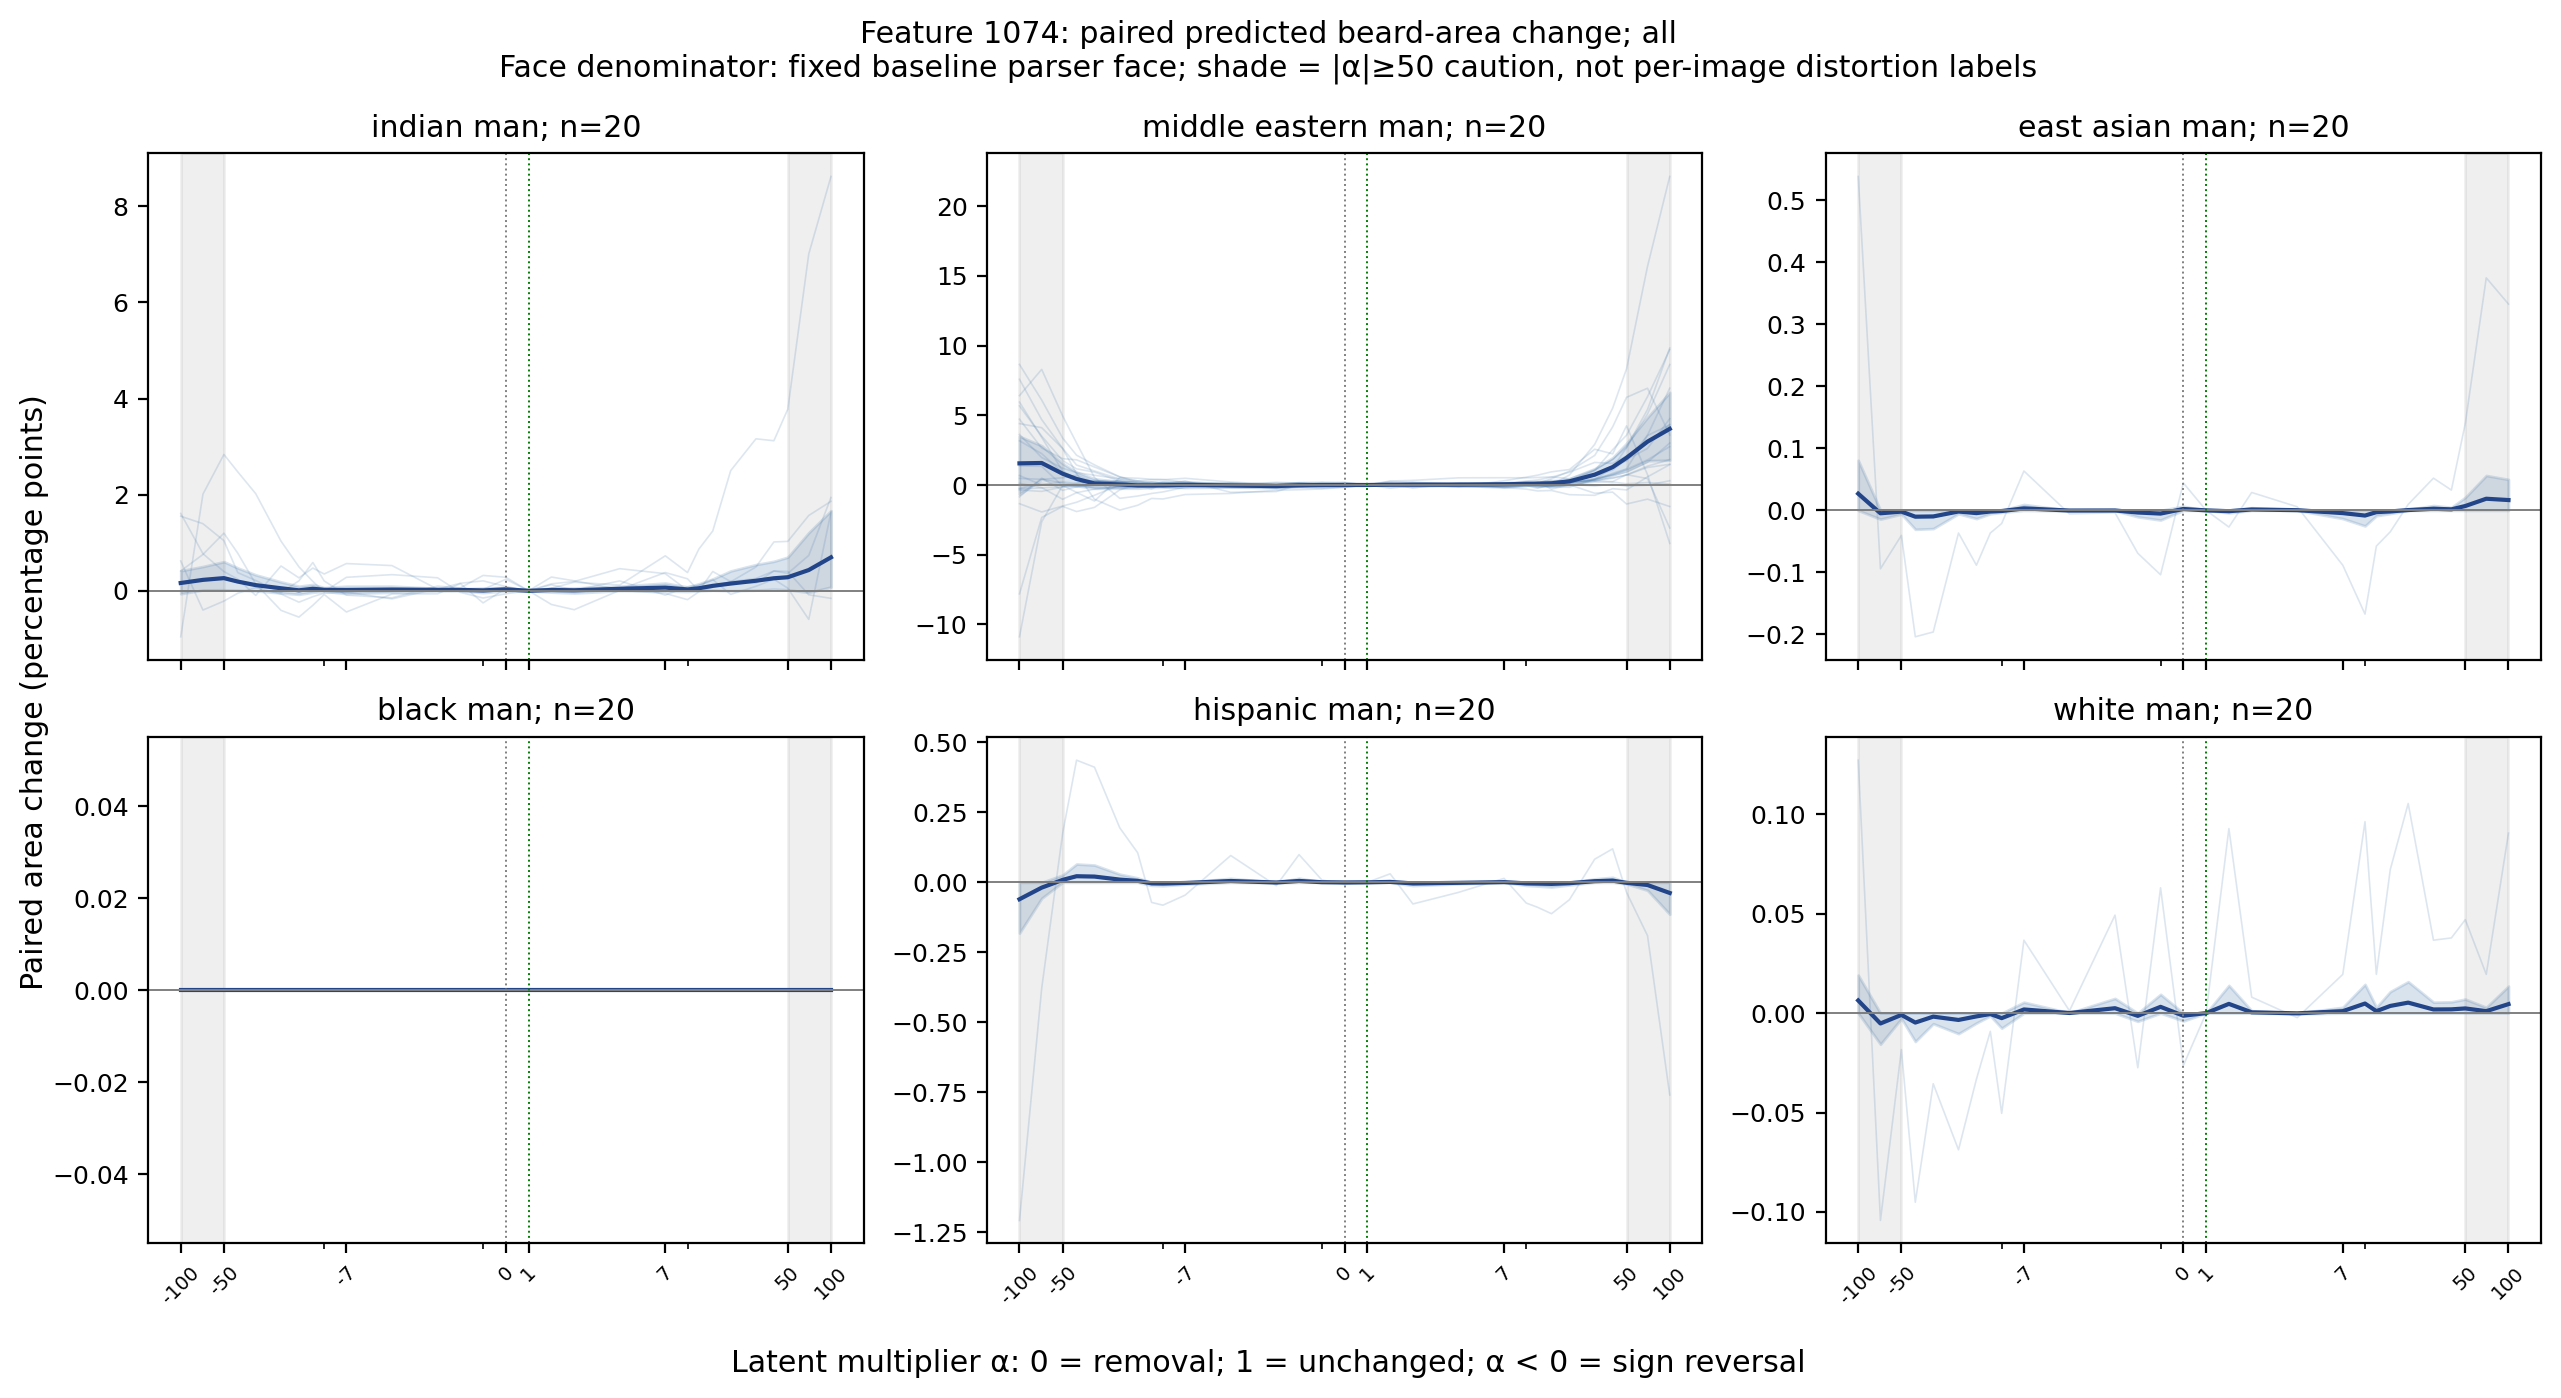 Feature 1074: paired predicted beard-area change; all
Face denominator: fixed baseline parser face; shade = |α|≥50 caution, not per-image distortion labels
Paired area change (percentage points)
indian man; n=20
8
6
4
2
0
middle eastern man; n=20
20
15
10
5
0
−5
−10
east asian man; n=20
0.5
0.4
0.3
0.2
0.1
0.0
−0.1
−0.2
black man; n=20
0.04
0.02
0.00
−0.02
−0.04
-100 -50 -7 0 1 7 50 100
hispanic man; n=20
0.50
0.25
0.00
−0.25
−0.50
−0.75
−1.00
−1.25
-100 -50 -7 0 1 7 50 100
white man; n=20
0.10
0.05
0.00
−0.05
−0.10
-100 -50 -7 0 1 7 50 100
Latent multiplier α: 0 = removal; 1 = unchanged; α < 0 = sign reversal